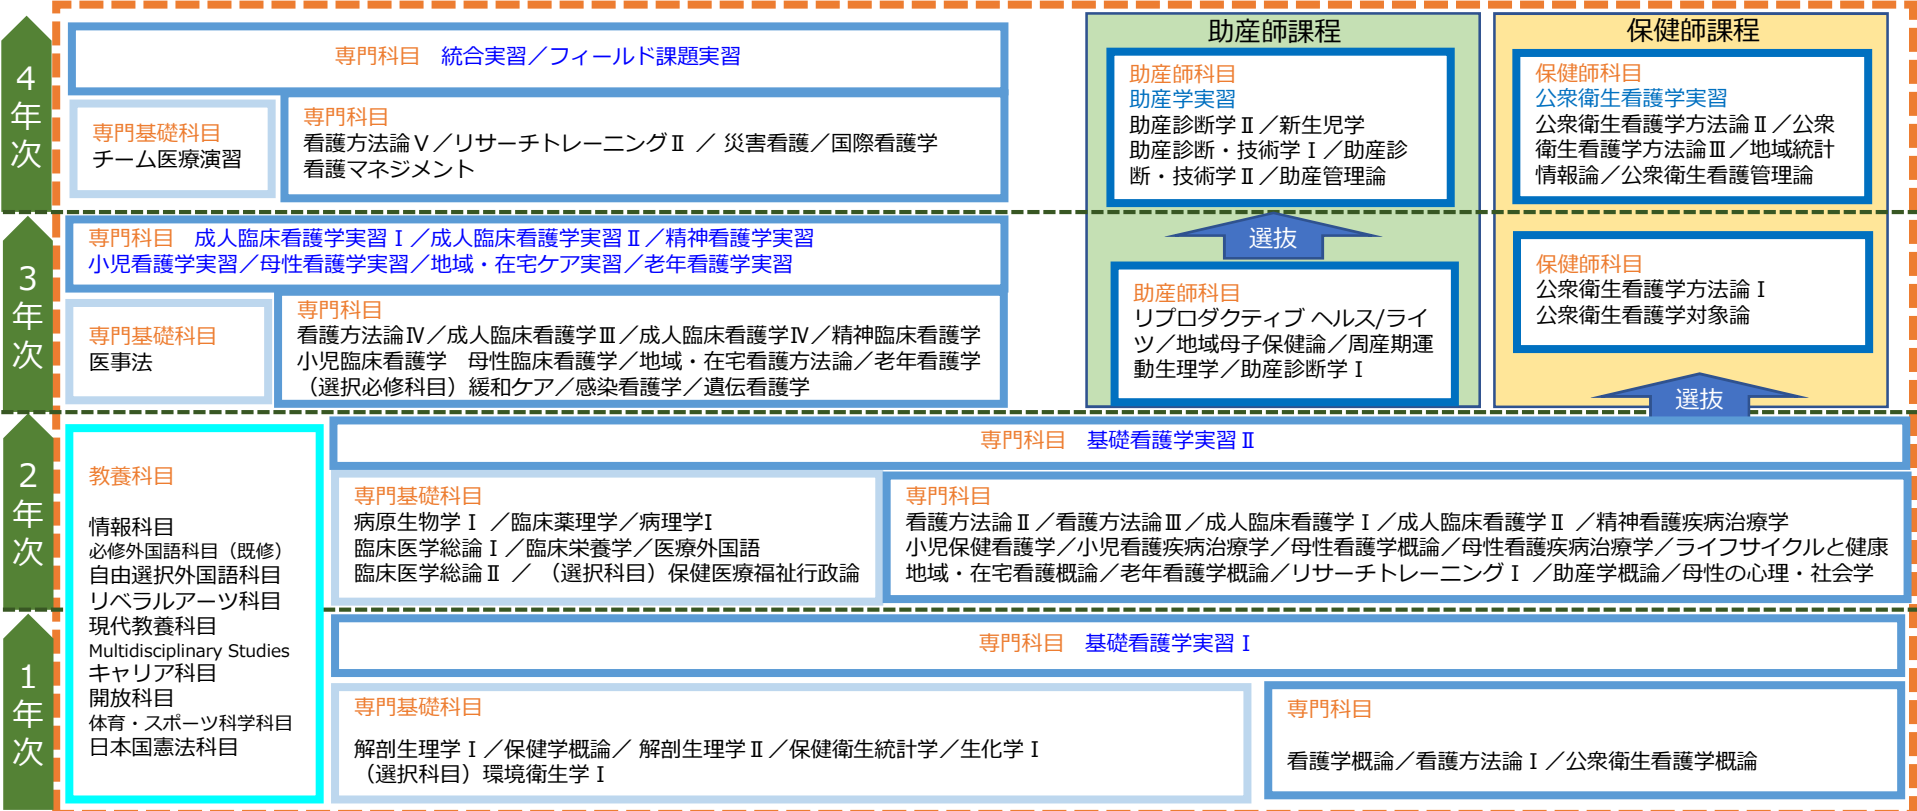 4年次
専門科目　統合実習／フィールド課題実習
専門基礎科目
チーム医療演習
専門科目
看護方法論Ⅴ／リサーチトレーニングⅡ ／ 災害看護／国際看護学
看護マネジメント
助産師課程
助産師科目
助産学実習
助産診断学Ⅱ／新生児学
助産診断・技術学Ⅰ／助産診
断・技術学Ⅱ／助産管理論
保健師課程
保健師科目
公衆衛生看護学実習
公衆衛生看護学方法論Ⅱ／公衆
衛生看護学方法論Ⅲ／地域統計
情報論／公衆衛生看護管理論
3年次
専門科目　成人臨床看護学実習Ⅰ／成人臨床看護学実習Ⅱ／精神看護学実習
小児看護学実習／母性看護学実習／地域・在宅ケア実習／老年看護学実習
専門基礎科目
医事法
専門科目
看護方法論Ⅳ／成人臨床看護学Ⅲ／成人臨床看護学Ⅳ／精神臨床看護学
小児臨床看護学　母性臨床看護学／地域・在宅看護方法論／老年看護学
（選択必修科目）緩和ケア／感染看護学／遺伝看護学
選抜
助産師科目
リプロダクティブ ヘルス/ライ
ツ／地域母子保健論／周産期運
動生理学／助産診断学Ⅰ
保健師科目
公衆衛生看護学方法論Ⅰ
公衆衛生看護学対象論
選抜
2年次
教養科目
情報科目
必修外国語科目（既修）
自由選択外国語科目
リベラルアーツ科目
現代教養科目
Multidisciplinary Studies
キャリア科目
開放科目
体育・スポーツ科学科目
日本国憲法科目
専門科目　基礎看護学実習Ⅱ
専門基礎科目
病原生物学Ⅰ ／臨床薬理学／病理学I
臨床医学総論Ⅰ／臨床栄養学／医療外国語
臨床医学総論Ⅱ ／ （選択科目）保健医療福祉行政論
専門科目
看護方法論Ⅱ／看護方法論Ⅲ／成人臨床看護学Ⅰ／成人臨床看護学Ⅱ ／精神看護疾病治療学
小児保健看護学／小児看護疾病治療学／母性看護学概論／母性看護疾病治療学／ライフサイクルと健康
地域・在宅看護概論／老年看護学概論／リサーチトレーニングⅠ ／助産学概論／母性の心理・社会学
1年次
専門科目　基礎看護学実習Ⅰ
専門基礎科目
解剖生理学Ⅰ／保健学概論／ 解剖生理学Ⅱ／保健衛生統計学／生化学Ⅰ
（選択科目）環境衛生学Ⅰ
専門科目
看護学概論／看護方法論Ⅰ／公衆衛生看護学概論